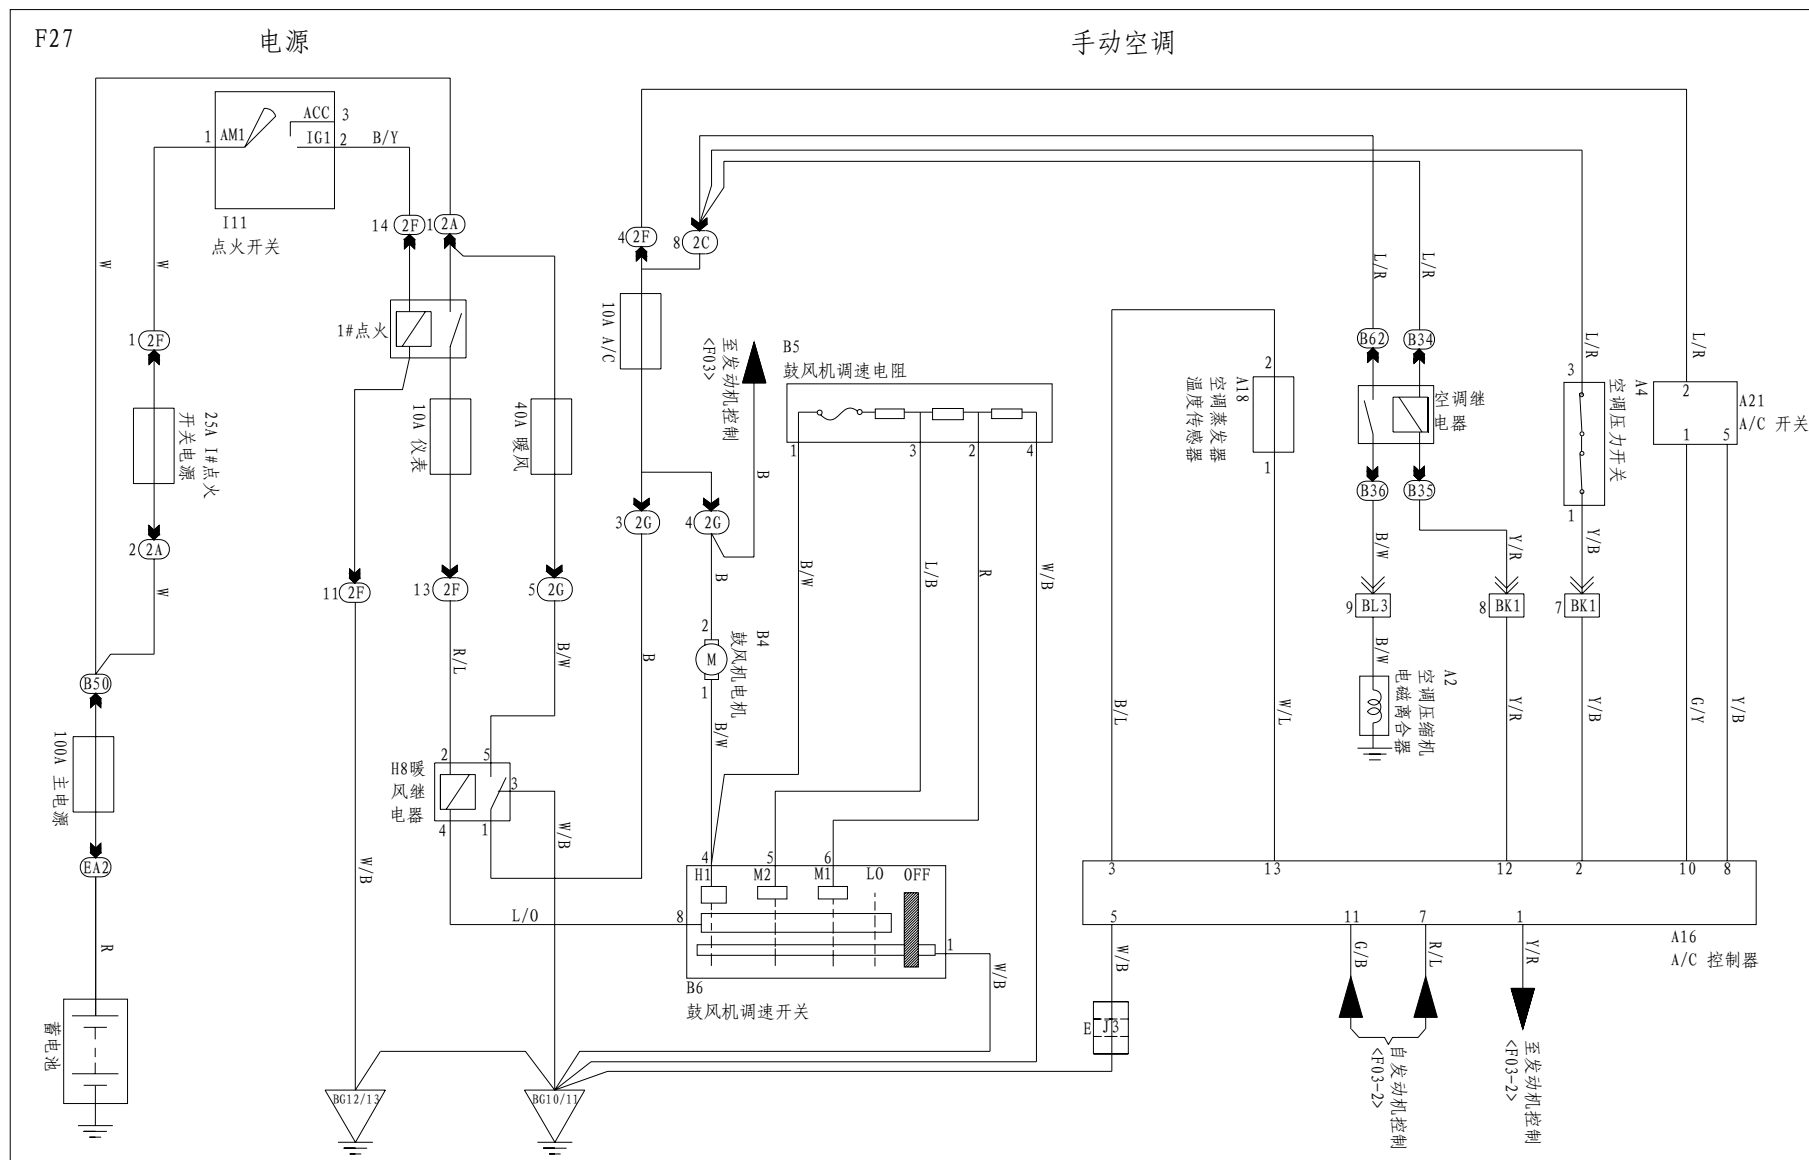 F27
电源
手动空调
ACC
3
1
AM1
IG1
2
B/Y
I11
点火开关
14
2F
1
2A
4
2F
8
2C
W
W
L/R
L/R
1#点火
10A A/C
至发动机控制
<F03>
B5
鼓风机调速电阻
1
3
2
4
1
2F
25A I#点火
开关电源
2
2A
W
10A 仪表
40A 暖风
B
2
A18
空调蒸发器
温度传感器
1
B62
B34
空调继
电器
B36
B35
L/R
3
A4
空调压力开关
1
L/R
2
1
5
A21
A/C 开关
3
2G
4
2G
11
2F
13
2F
5
2G
B
B/W
L/B
R
W/B
B/W
Y/R
Y/B
9
BL3
8
BK1
7
BK1
R/L
B/W
B
2
M
1
B4
鼓风机电机
B/W
B/W
A2
空调压缩机
电磁离合器
B50
100A 主电源
EA2
R
蓄电池
B/L
W/L
Y/R
Y/B
G/Y
Y/B
H8暖
风继
电器
2
5
3
4
1
W/B
W/B
L/O
4
5
6
H1
M2
M1
LO
OFF
8
1
W/B
B6
鼓风机调速开关
3
13
12
2
10
8
5
11
7
1
A16
A/C 控制器
W/B
G/B
R/L
Y/R
E
J3
自发动机控制
<F03-2>
至发动机控制
<F03-2>
BG12/13
BG10/11